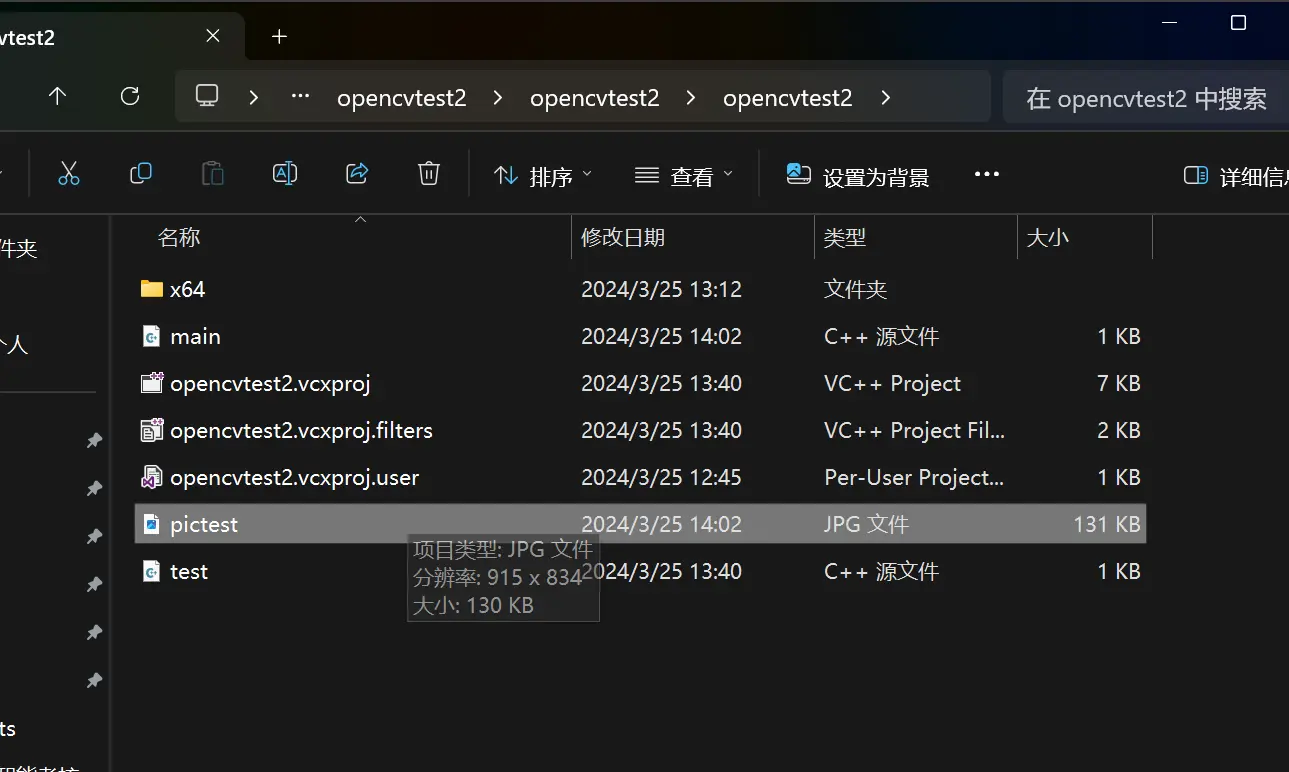 vtest2
opencvtest2 opencvtest2 opencvtest2 在 opencvtest2 中搜索
排序 查看 设置为背景 ··· 详细信息
件夹
个人
ts
名称 修改日期 类型 大小
x64 2024/3/25 13:12 文件夹
main 2024/3/25 14:02 C++ 源文件 1 KB
opencvtest2.vcxproj 2024/3/25 13:40 VC++ Project 7 KB
opencvtest2.vcxproj.filters 2024/3/25 13:40 VC++ Project Fil... 2 KB
opencvtest2.vcxproj.user 2024/3/25 12:45 Per-User Project... 1 KB
pictest 2024/3/25 14:02 JPG 文件 131 KB
test 2024/3/25 13:40 C++ 源文件 1 KB
项目类型: JPG 文件
分辨率: 915 x 834
大小: 130 KB